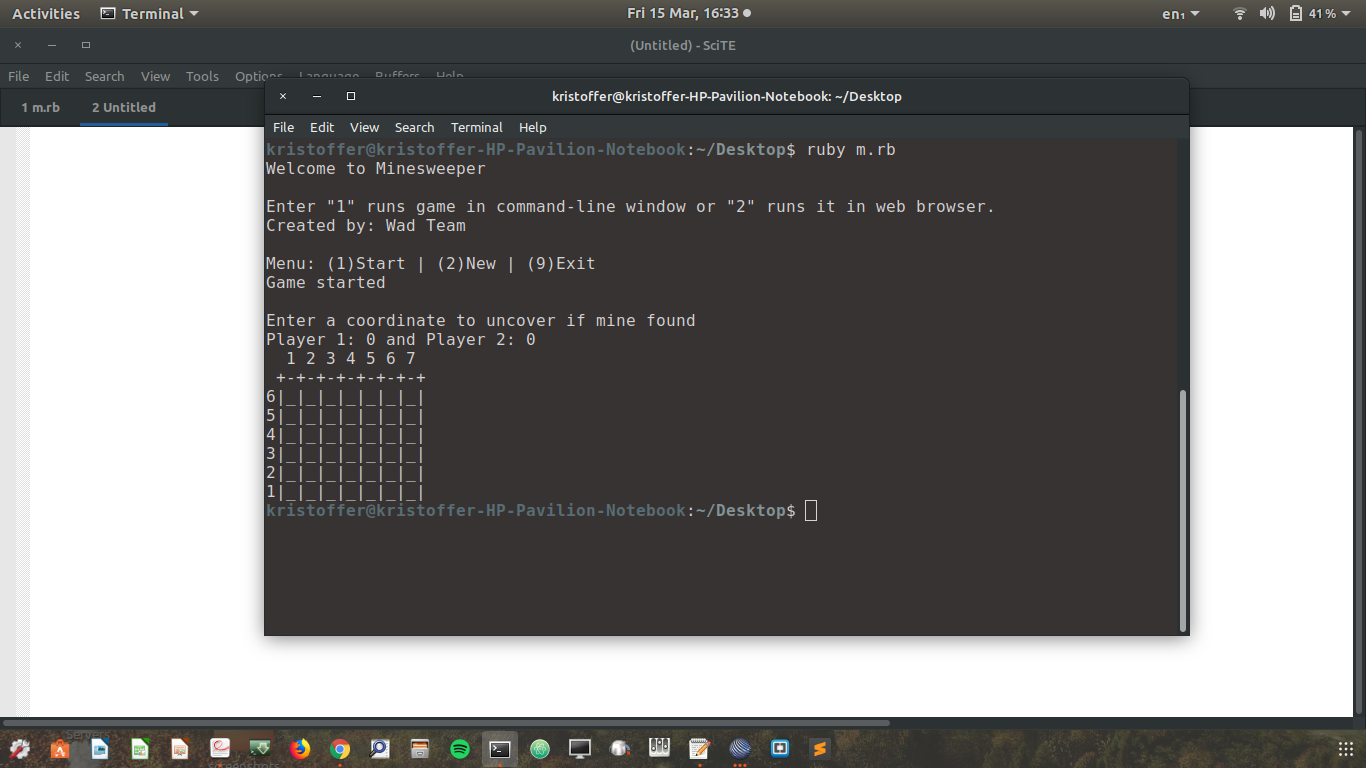 Activities Terminal Fri 15 Mar, 16:33 en₁ 41%
(Untitled) - SciTE
File Edit Search View Tools Options Language Buffers Help
1 m.rb 2 Untitled
kristoffer@kristoffer-HP-Pavilion-Notebook: ~/Desktop
File Edit View Search Terminal Help
kristoffer@kristoffer-HP-Pavilion-Notebook:~/Desktop$ ruby m.rb
Welcome to Minesweeper
Enter "1" runs game in command-line window or "2" runs it in web browser.
Created by: Wad Team
Menu: (1)Start | (2)New | (9)Exit
Game started
Enter a coordinate to uncover if mine found
Player 1: 0 and Player 2: 0
1 2 3 4 5 6 7
+-+-+-+-+-+-+-+
6|_|_|_|_|_|_|_|
5|_|_|_|_|_|_|_|
4|_|_|_|_|_|_|_|
3|_|_|_|_|_|_|_|
2|_|_|_|_|_|_|_|
1|_|_|_|_|_|_|_|
kristoffer@kristoffer-HP-Pavilion-Notebook:~/Desktop$
Servers
screenshots